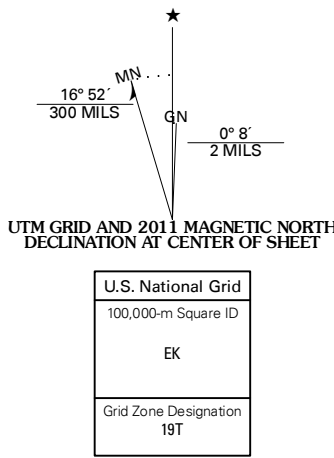 ★
MN
GN
16° 52´
300 MILS
0° 8´
2 MILS
UTM GRID AND 2011 MAGNETIC NORTH
DECLINATION AT CENTER OF SHEET
U.S. National Grid
100,000-m Square ID
EK
Grid Zone Designation
19T